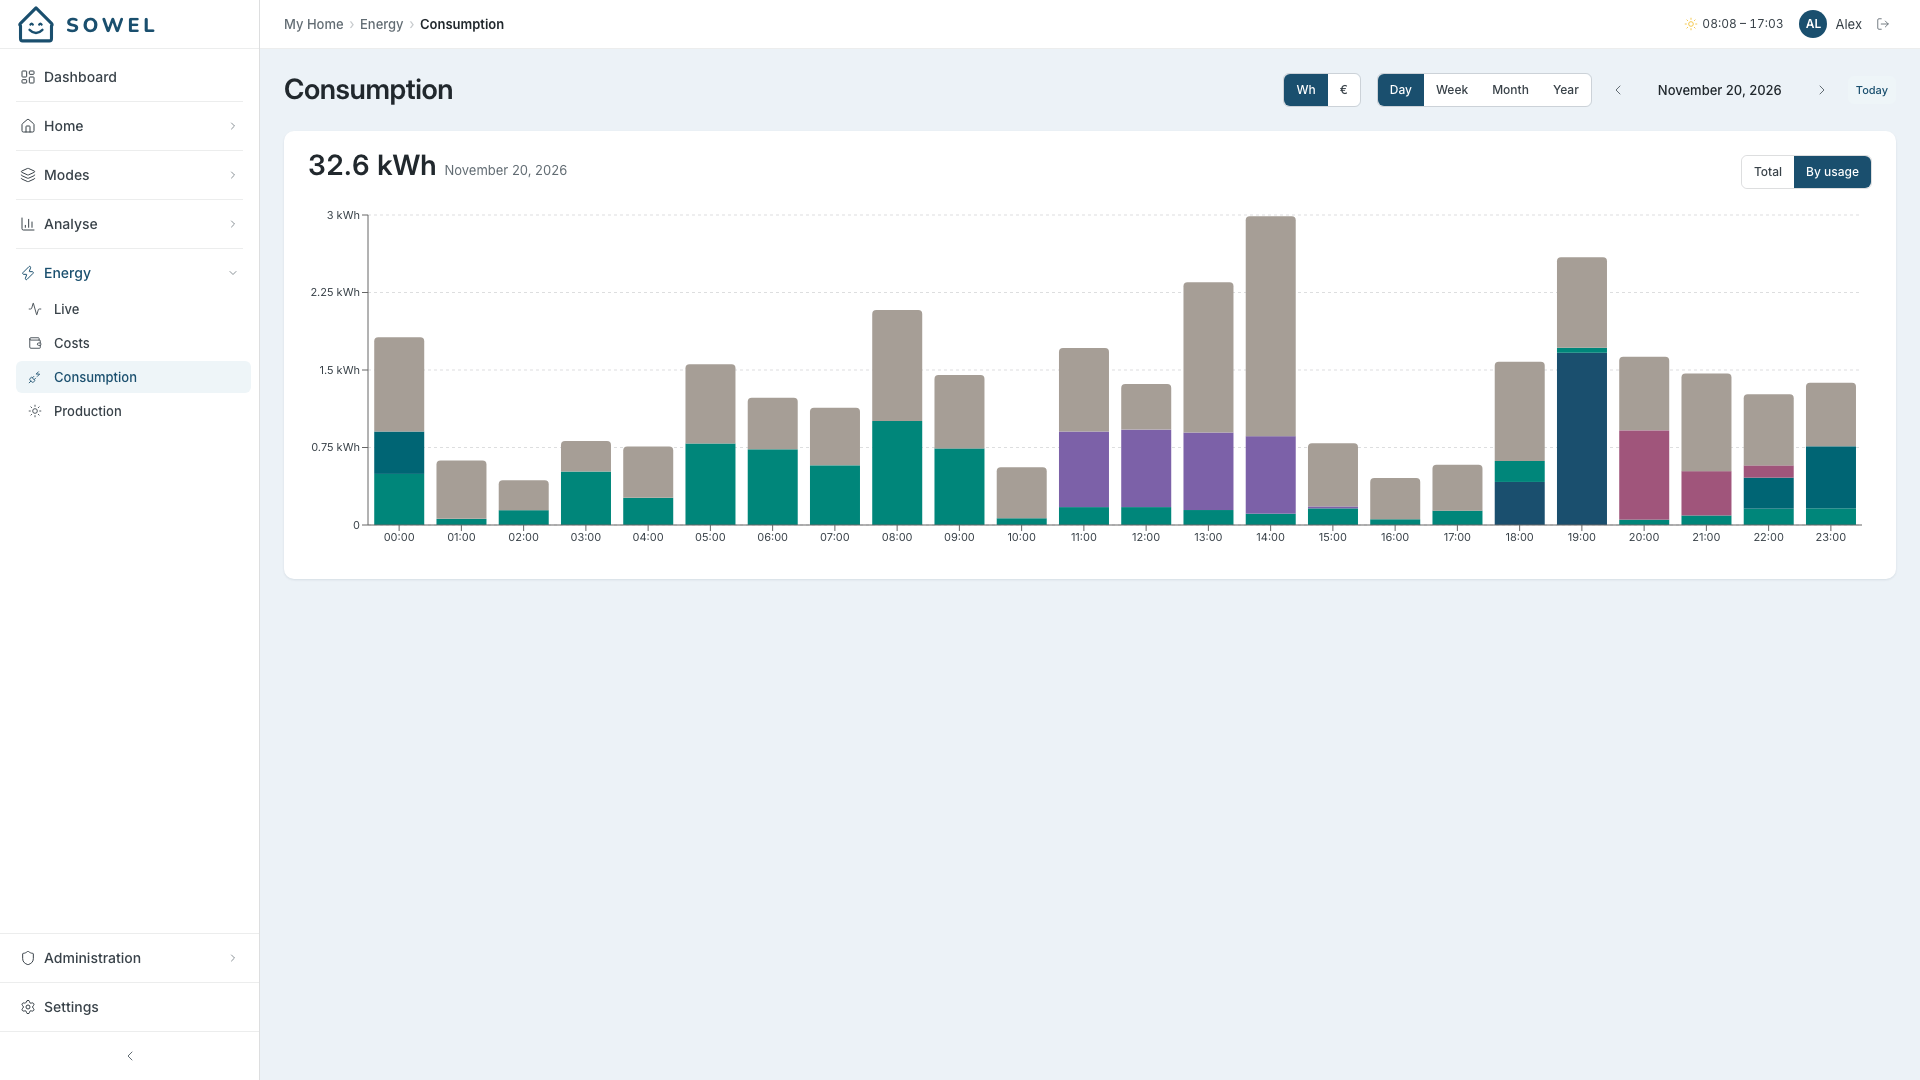 SOWEL
My Home › Energy › Consumption
08:08 – 17:03
AL
Alex
Dashboard
Home
Modes
Analyse
Energy
Live
Costs
Consumption
Production
Administration
Settings
Consumption
Wh
€
Day
Week
Month
Year
November 20, 2026
Today
32.6 kWh November 20, 2026
Total
By usage
3 kWh
2.25 kWh
1.5 kWh
0.75 kWh
0
00:00 01:00 02:00 03:00 04:00 05:00 06:00 07:00 08:00 09:00 10:00 11:00 12:00 13:00 14:00 15:00 16:00 17:00 18:00 19:00 20:00 21:00 22:00 23:00